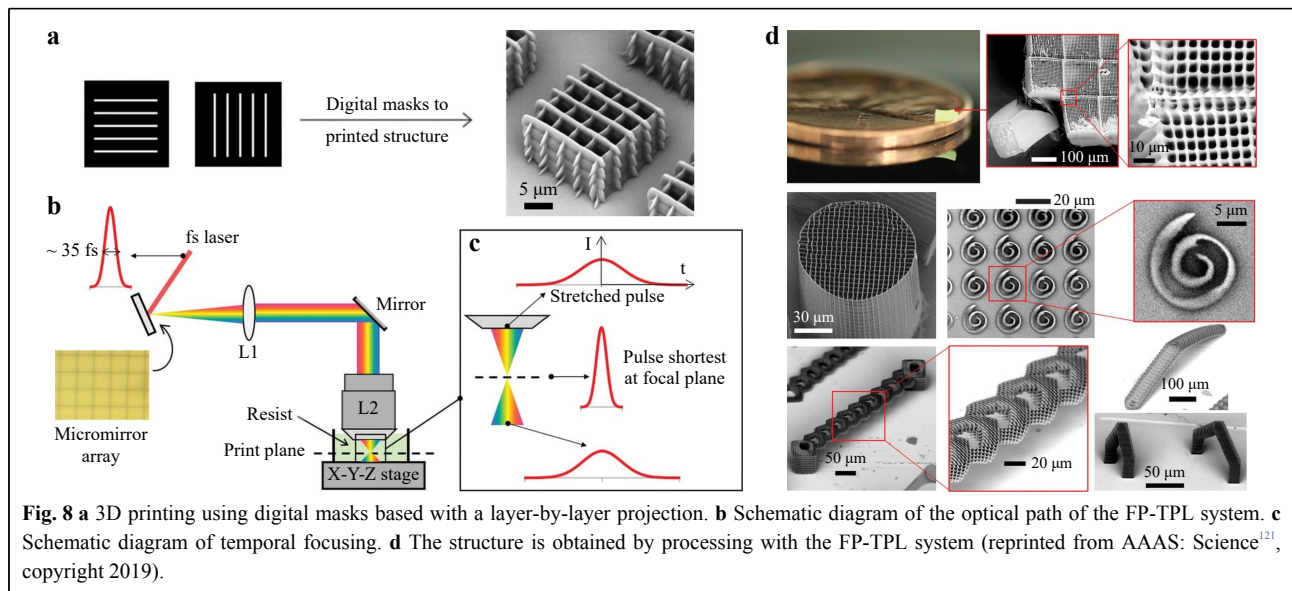 a
Digital masks to
printed structure
5 μm
b
~ 35 fs
fs laser
Mirror
L1
L2
Micromirror
array
Resist
Print plane
X-Y-Z stage
c
I
t
Stretched pulse
Pulse shortest
at focal plane
d
100 μm
10 μm
30 μm
20 μm
5 μm
50 μm
20 μm
100 μm
50 μm
Fig. 8 a 3D printing using digital masks based with a layer-by-layer projection. b Schematic diagram of the optical path of the FP-TPL system. c
Schematic diagram of temporal focusing. d The structure is obtained by processing with the FP-TPL system (reprinted from AAAS: Science121,
copyright 2019).